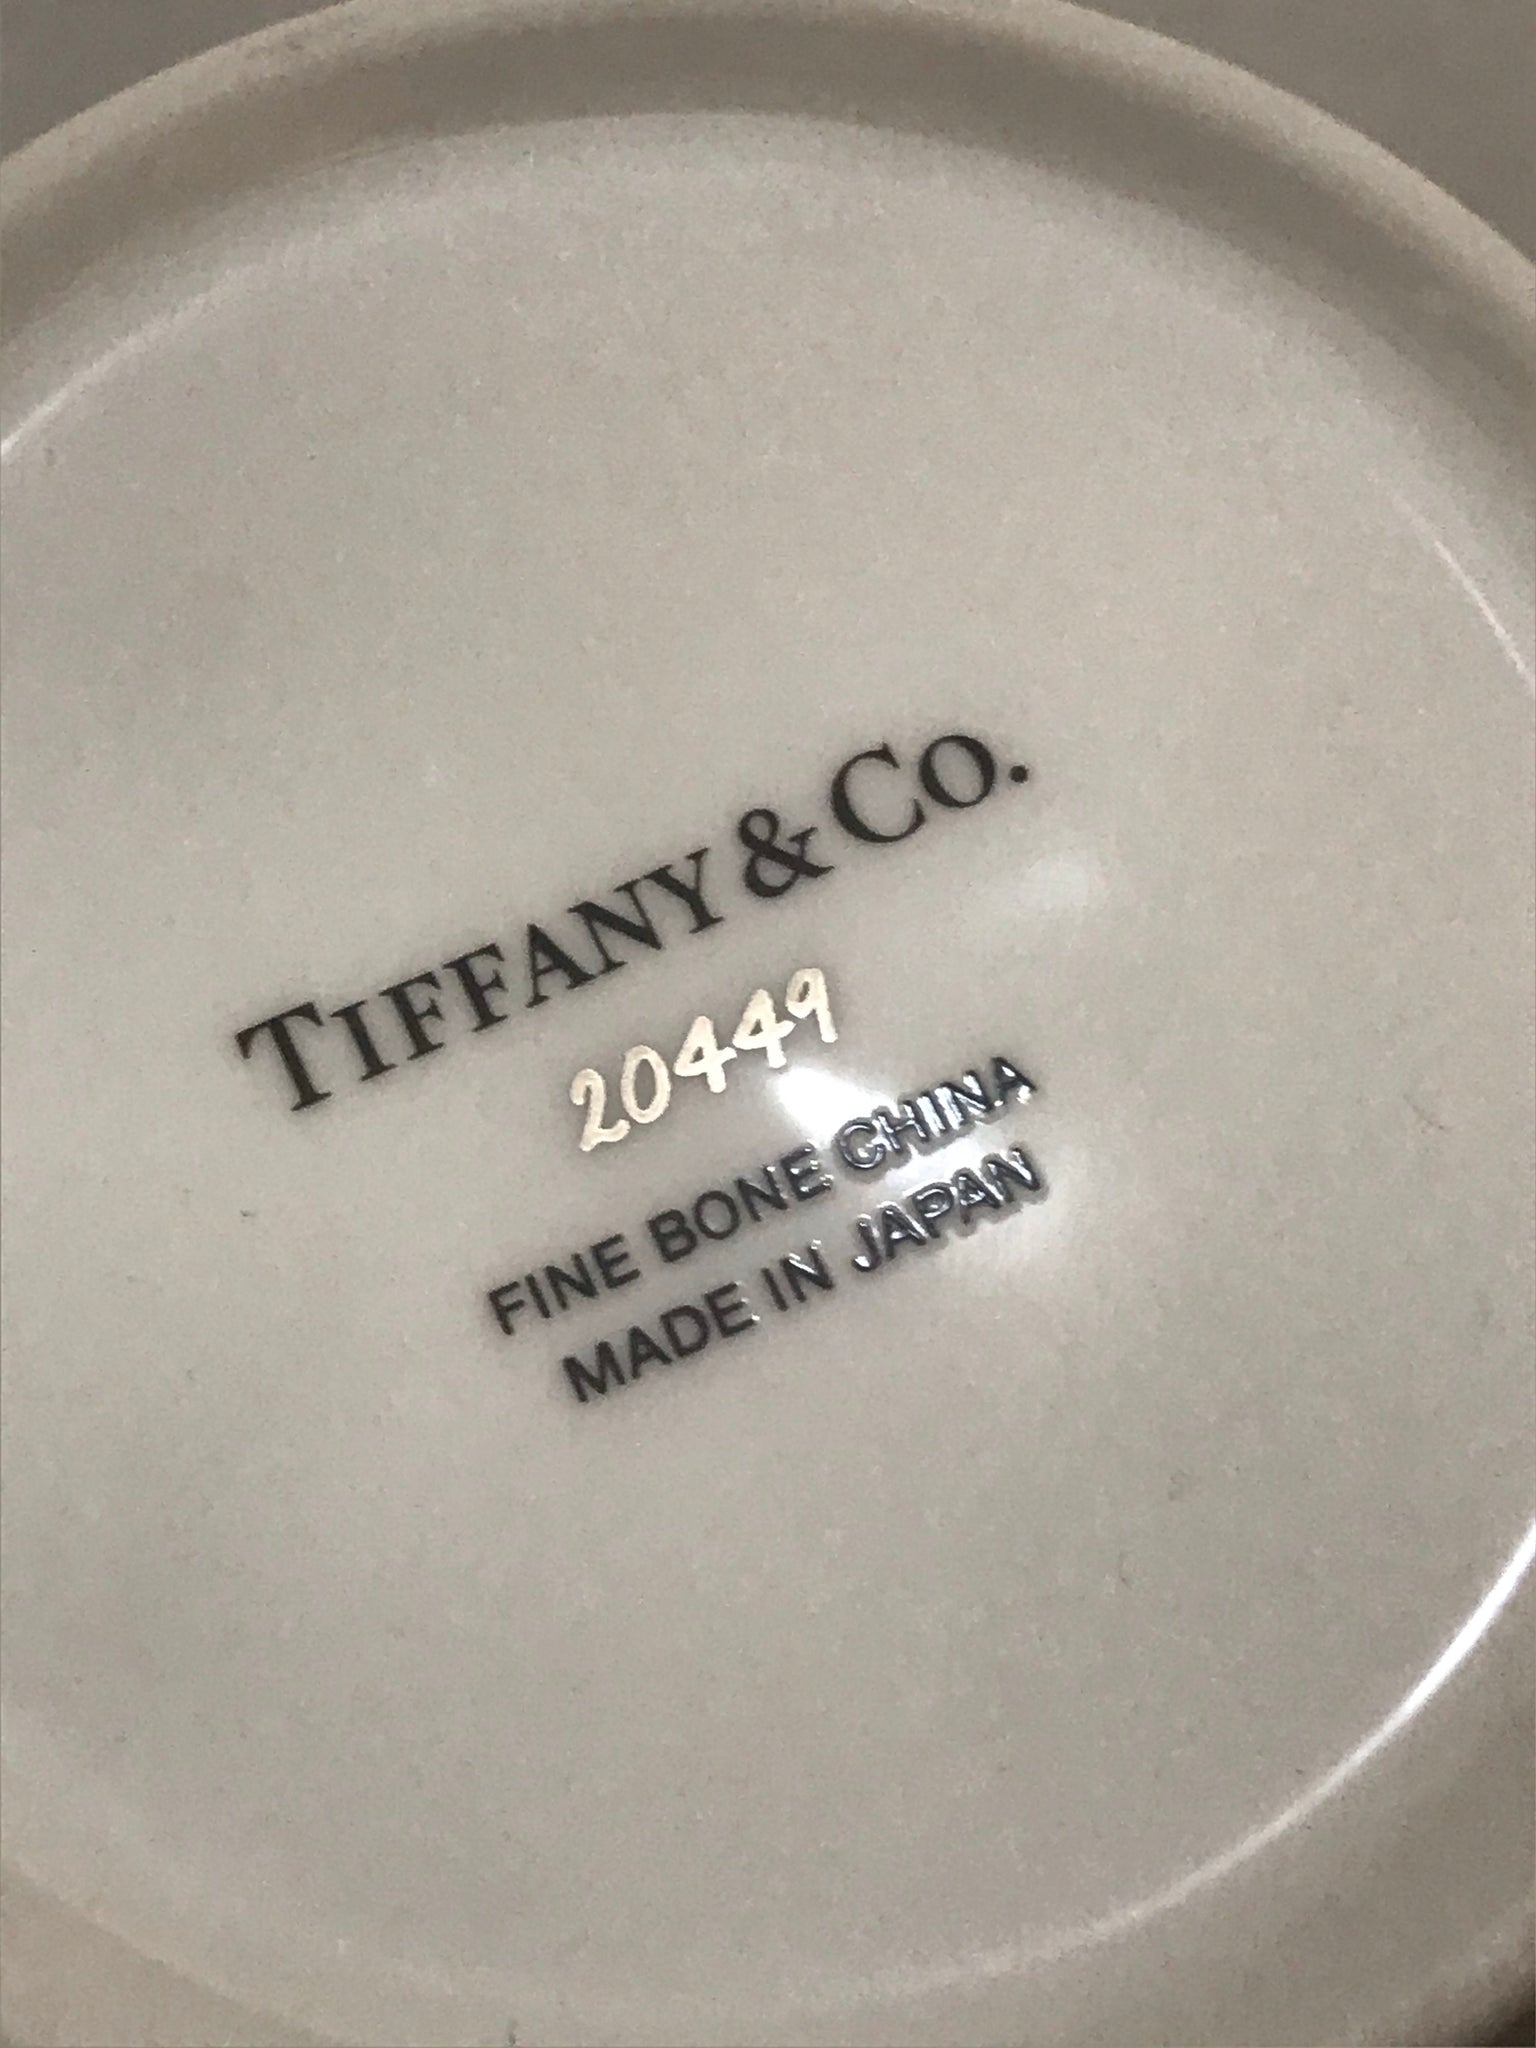 TIFFANY & CO.
20449
FINE BONE CHINA
MADE IN JAPAN